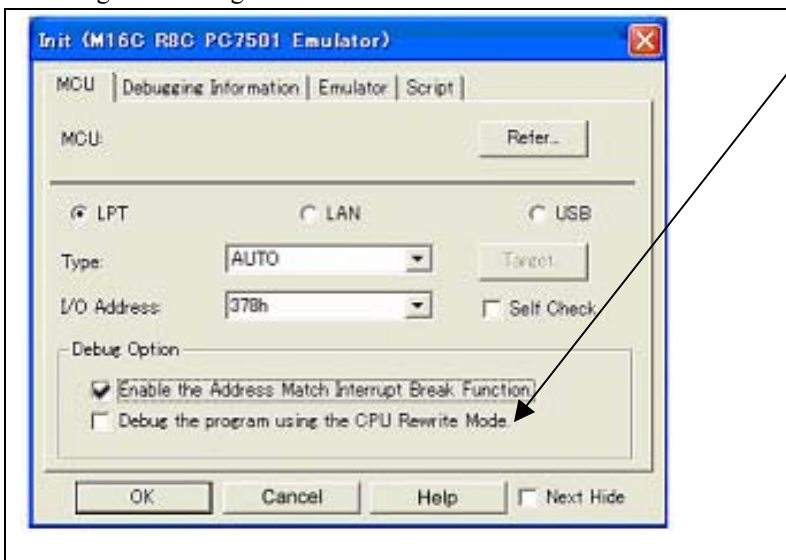 Init (M16C R8C PC7501 Emulator)
MCU Debugging Information Emulator Script
MCU: Refer...
LPT LAN USB
Type: AUTO Target...
I/O Address: 378h Self Check
Debug Option
Enable the Address Match Interrupt Break Function.
Debug the program using the CPU Rewrite Mode.
OK Cancel Help Next Hide